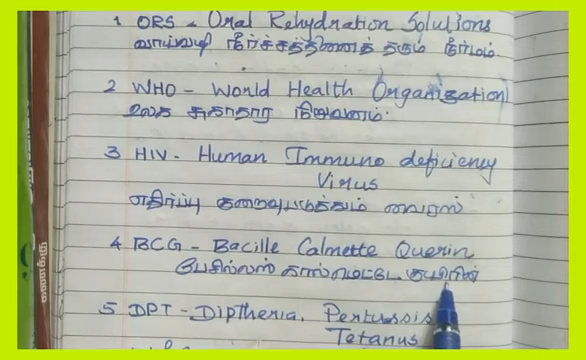 1 ORS - Oral Rehydration Solutions
வாய்வழி நீர்ச்சத்தினைத் தரும் நீர்மம்.
2 WHO - World Health Organization
உலக சுகாதார நிறுவனம்.
3 HIV - Human Immuno deficiency
Virus
எதிர்ப்பு குறைவுபடுத்தும் வைரஸ்
4 BCG - Bacille Calmette Querin
பேசில்லஸ் கால்மெட்டே குயிரின்
5 DPT - Diptheria, Pertussis
Tetanus